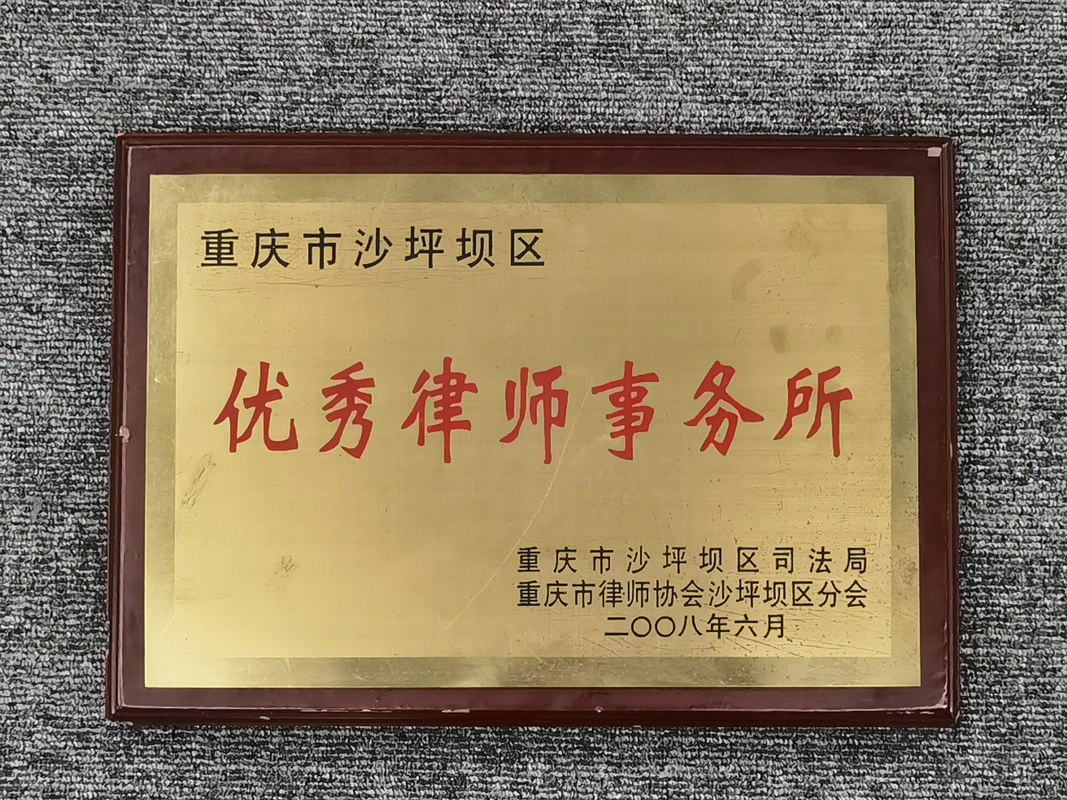 重庆市沙坪坝区
优秀律师事务所
重庆市沙坪坝区司法局
重庆市律师协会沙坪坝区分会
二〇〇八年六月